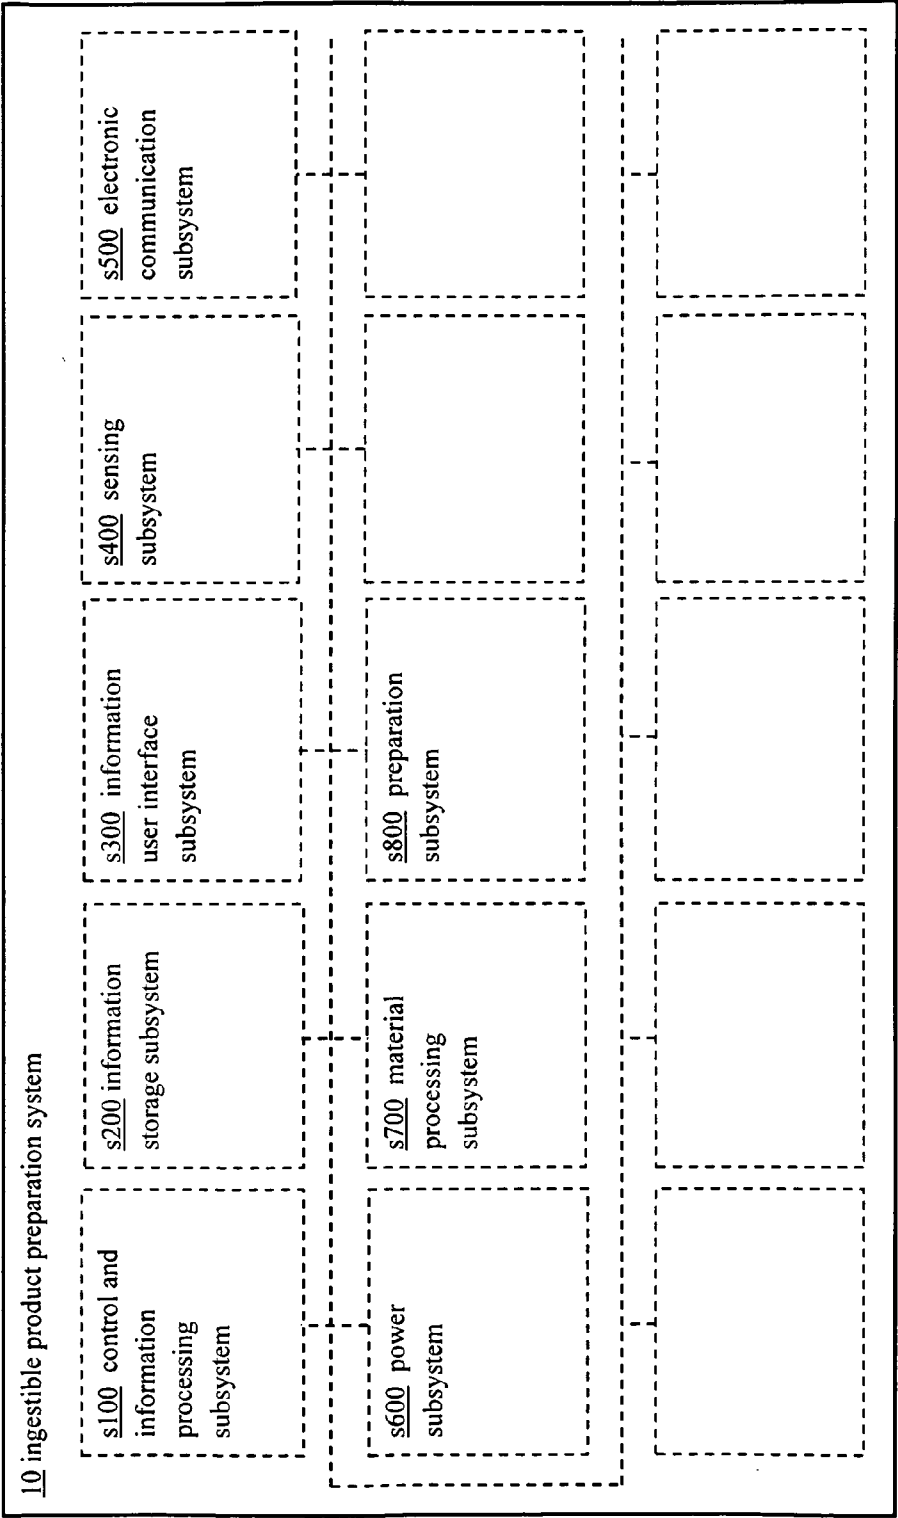 10 ingestible product preparation system
s100 control and
information
processing
subsystem
s200 information
storage subsystem
s300 information
user interface
subsystem
s400 sensing
subsystem
s500 electronic
communication
subsystem
s600 power
subsystem
s700 material
processing
subsystem
s800 preparation
subsystem